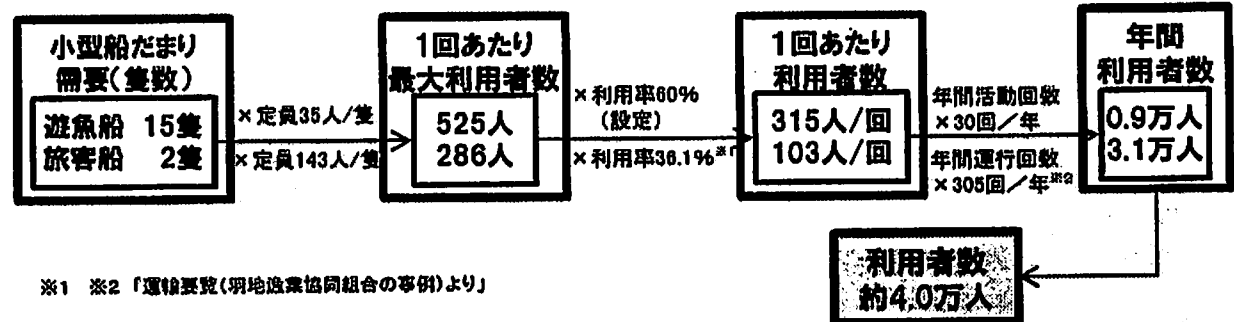 小型船だまり
需要(隻数)
遊魚船 15隻
旅客船 2隻
×定員35人/隻
×定員143人/隻
1回あたり
最大利用者数
525人
286人
×利用率60%
(設定)
×利用率36.1%※1
1回あたり
利用者数
315人/回
103人/回
年間活動回数
×30回/年
年間運行回数
×305回/年※2
年間
利用者数
0.9万人
3.1万人
利用者数
約4.0万人
※1 ※2 「運輸要覧(羽地漁業協同組合の事例)より」